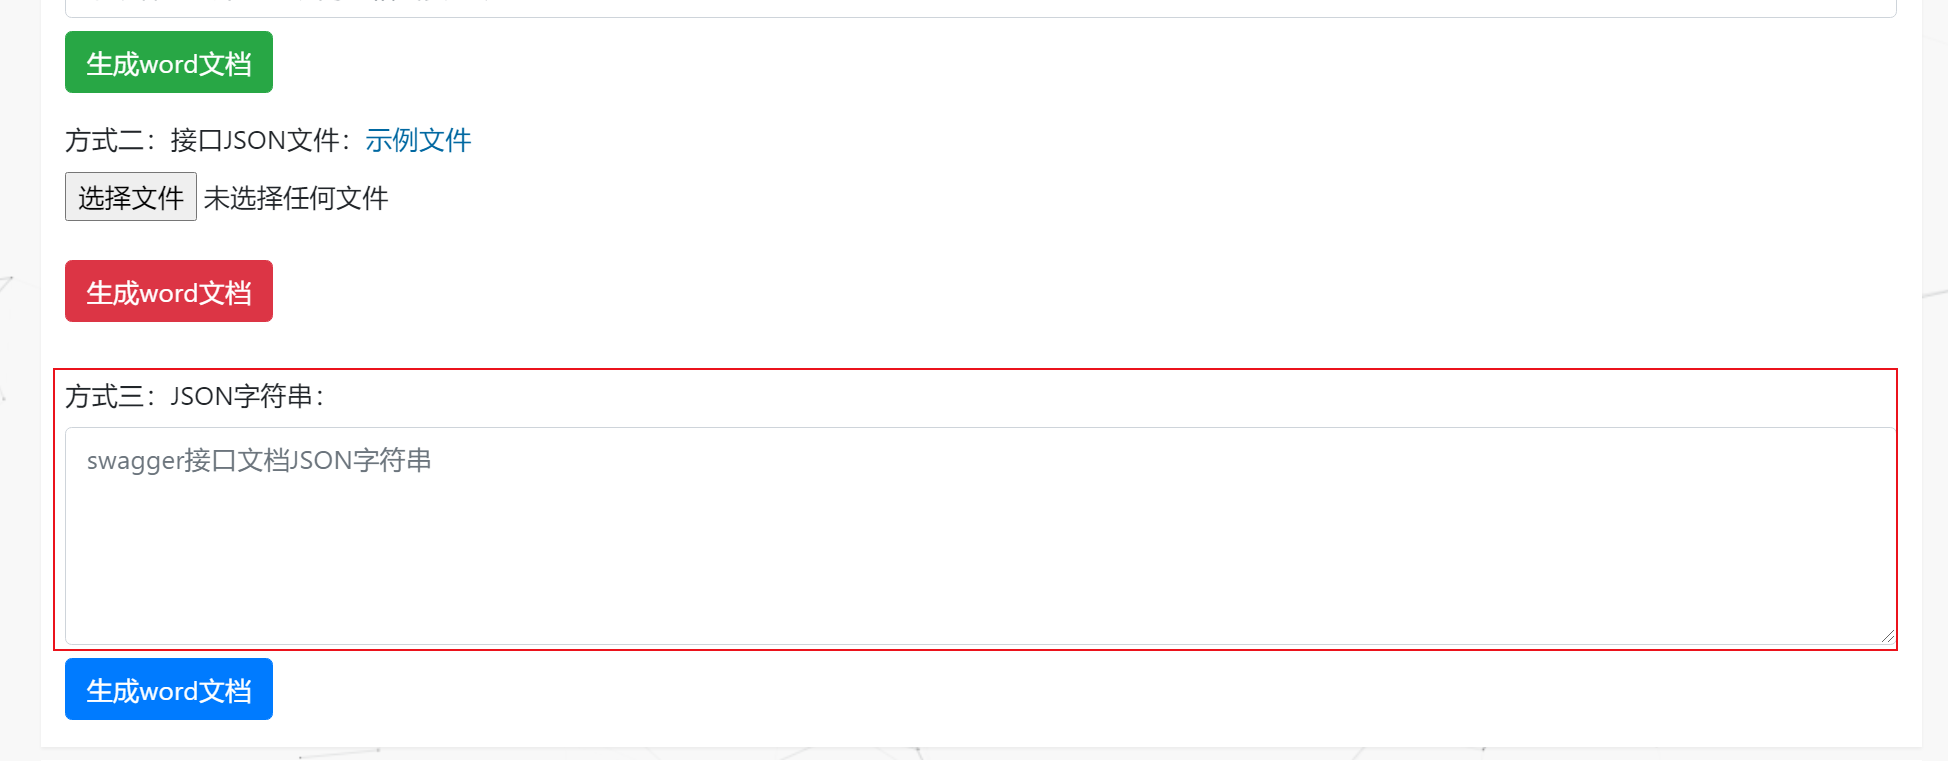 生成word文档
方式二：接口JSON文件：示例文件
选择文件 未选择任何文件
生成word文档
方式三：JSON字符串：
swagger接口文档JSON字符串
生成word文档